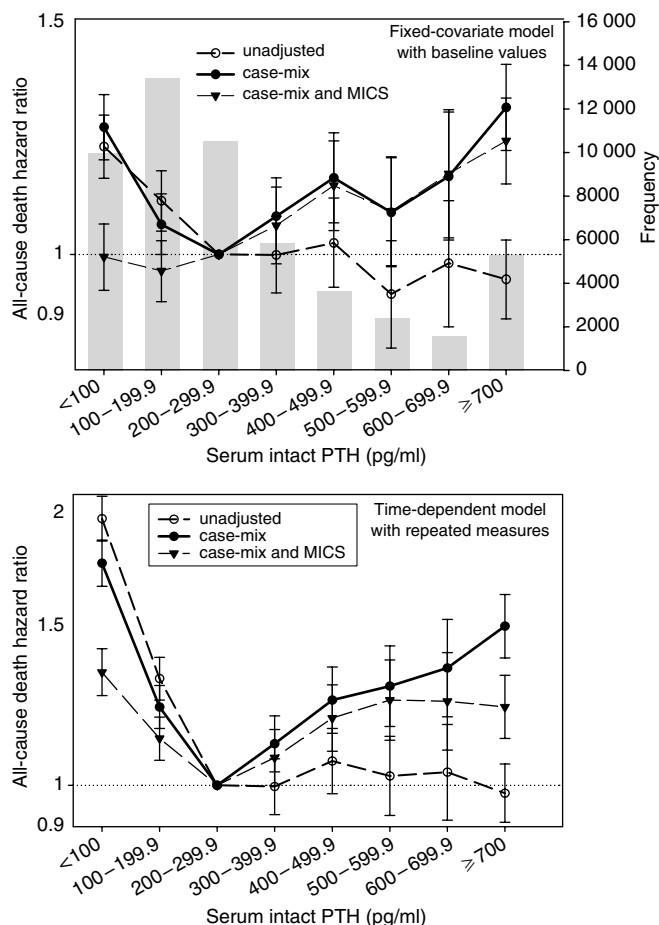 Fixed-covariate model
with baseline values
unadjusted
case-mix
case-mix and MICS
All-cause death hazard ratio
1.5
1
0.9
16 000
14 000
12 000
10 000
8000
6000
4000
2000
0
Frequency
<100
100–199.9
200–299.9
300–399.9
400–499.9
500–599.9
600–699.9
⩾700
Serum intact PTH (pg/ml)
Time-dependent model
with repeated measures
unadjusted
case-mix
case-mix and MICS
All-cause death hazard ratio
2
1.5
1
0.9
<100
100–199.9
200–299.9
300–399.9
400–499.9
500–599.9
600–699.9
⩾700
Serum intact PTH (pg/ml)